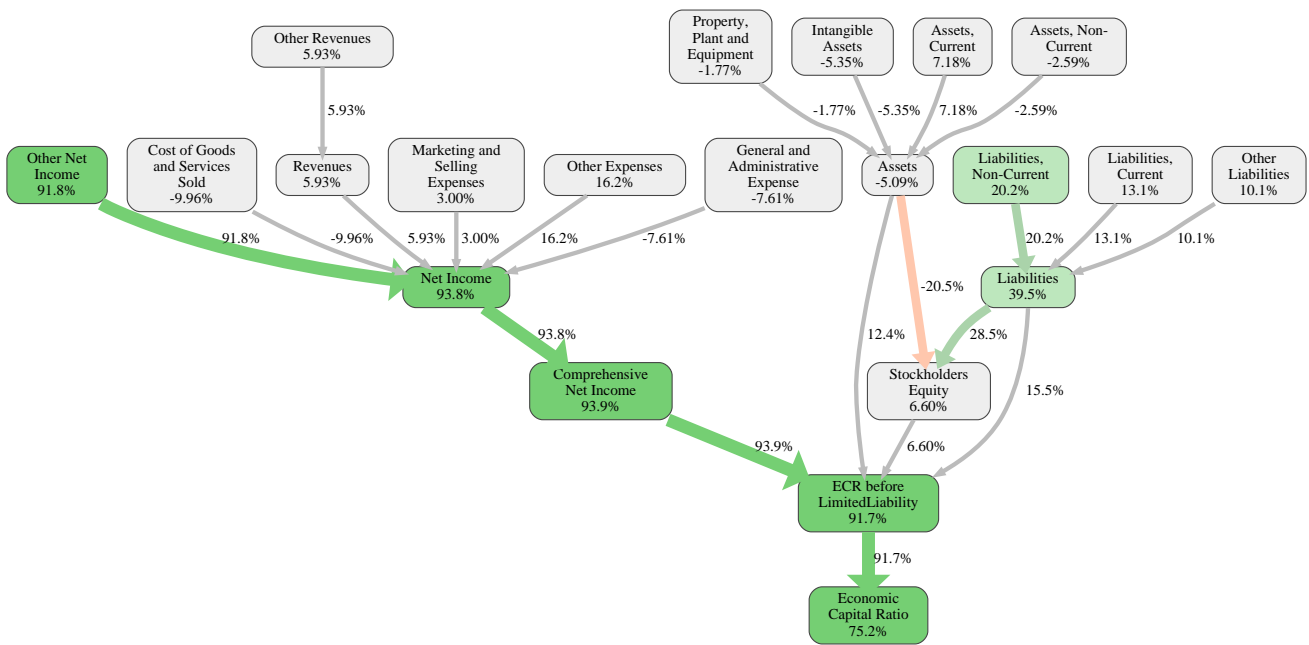 Property,
Plant and
Equipment
-1.77%
Intangible
Assets
-5.35%
Assets,
Current
7.18%
Assets, Non-
Current
-2.59%
Other Revenues
5.93%
5.93%
-1.77%
-5.35%
7.18%
-2.59%
Other Net
Income
91.8%
Cost of Goods
and Services
Sold
-9.96%
Revenues
5.93%
Marketing and
Selling
Expenses
3.00%
Other Expenses
16.2%
General and
Administrative
Expense
-7.61%
Assets
-5.09%
Liabilities,
Non-Current
20.2%
Liabilities,
Current
13.1%
Other
Liabilities
10.1%
91.8%
-9.96%
5.93%
3.00%
16.2%
-7.61%
20.2%
13.1%
10.1%
Net Income
93.8%
-20.5%
Liabilities
39.5%
93.8%
12.4%
28.5%
Comprehensive
Net Income
93.9%
Stockholders
Equity
6.60%
15.5%
93.9%
6.60%
ECR before
LimitedLiability
91.7%
91.7%
Economic
Capital Ratio
75.2%